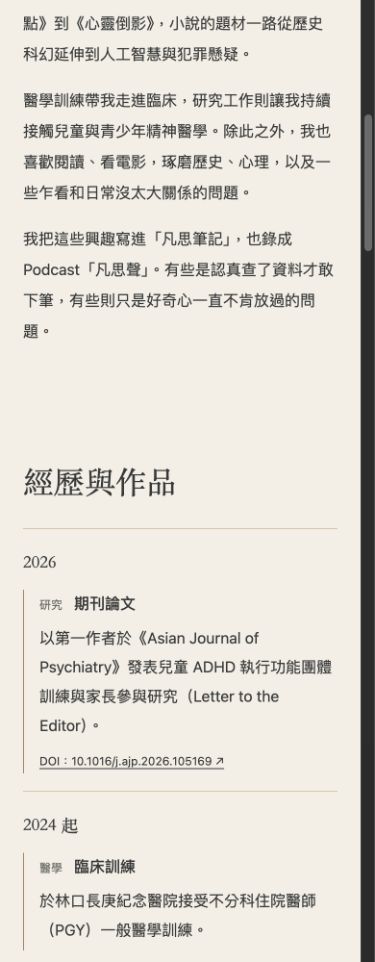 點》到《心靈倒影》，小說的題材一路從歷史
科幻延伸到人工智慧與犯罪懸疑。
醫學訓練帶我走進臨床，研究工作則讓我持續
接觸兒童與青少年精神醫學。除此之外，我也
喜歡閱讀、看電影，琢磨歷史、心理，以及一
些乍看和日常沒太大關係的問題。
我把這些興趣寫進「凡思筆記」，也錄成
Podcast「凡思聲」。有些是認真查了資料才敢
下筆，有些則只是好奇心一直不肯放過的問
題。
經歷與作品
2026
研究 期刊論文
以第一作者於《Asian Journal of
Psychiatry》發表兒童 ADHD 執行功能團體
訓練與家長參與研究（Letter to the
Editor）。
DOI：10.1016/j.ajp.2026.105169 ↗
2024 起
醫學 臨床訓練
於林口長庚紀念醫院接受不分科住院醫師
（PGY）一般醫學訓練。